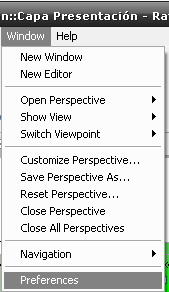 n::Capa Presentación - Ra
Window Help
New Window
New Editor
Open Perspective
Show View
Switch Viewpoint
Customize Perspective...
Save Perspective As...
Reset Perspective...
Close Perspective
Close All Perspectives
Navigation
Preferences